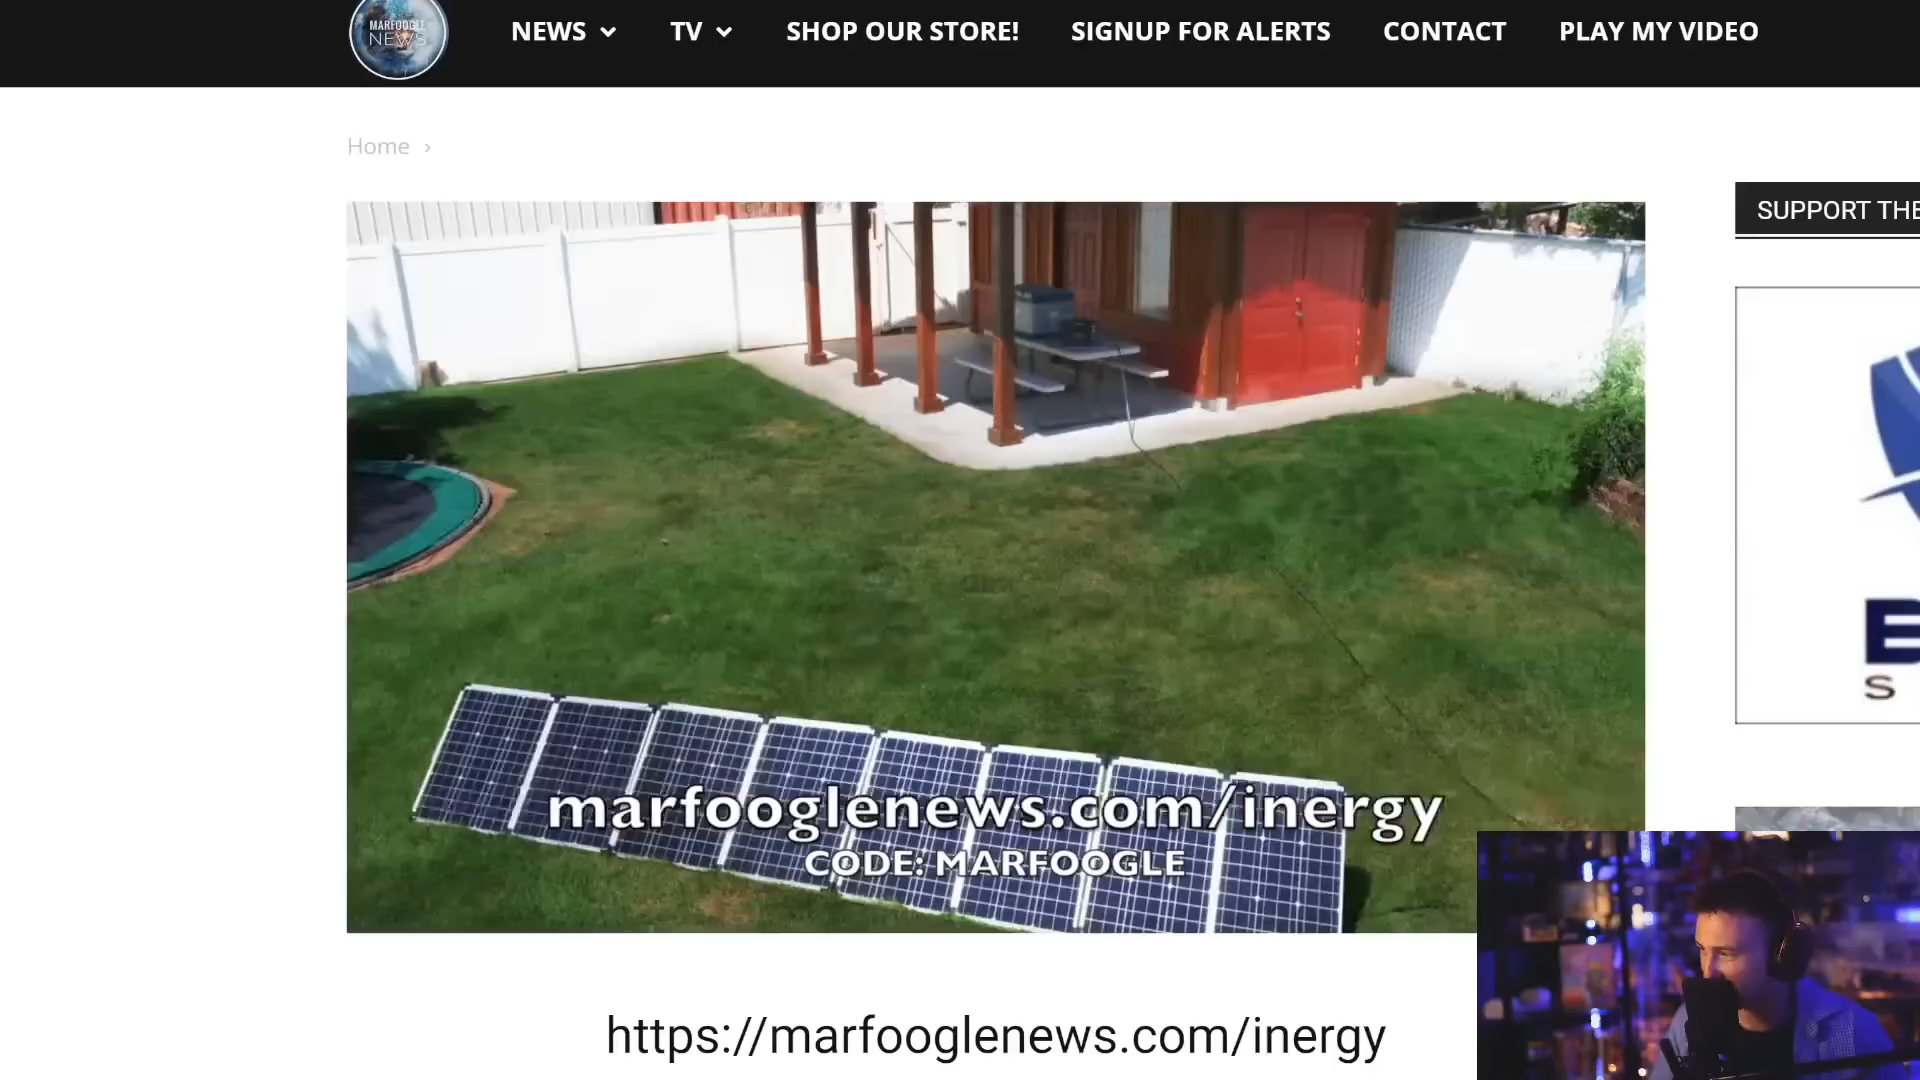 MARFOOGLE
NEWS
NEWS
TV
SHOP OUR STORE!
SIGNUP FOR ALERTS
CONTACT
PLAY MY VIDEO
Home ›
SUPPORT THE
marfooglenews.com/inergy
CODE: MARFOOGLE
https://marfooglenews.com/inergy
B
S